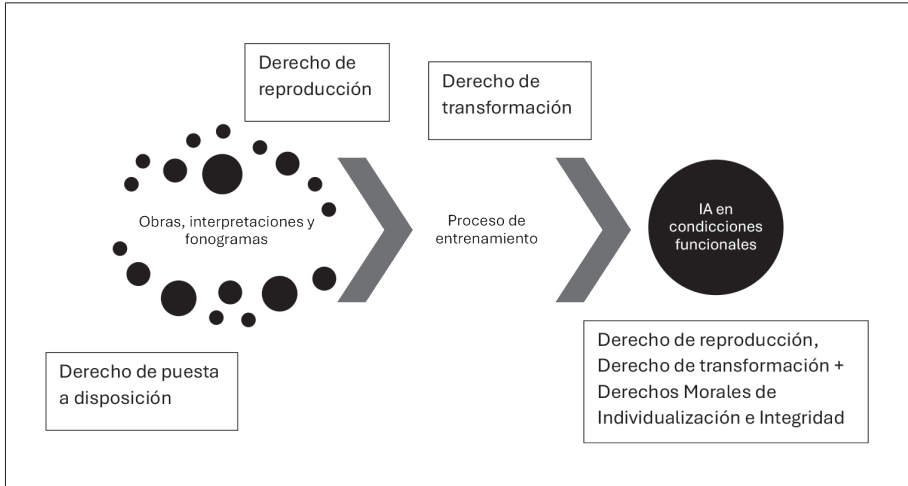 Derecho de
reproducción
Derecho de
transformación
Obras, interpretaciones y
fonogramas
Proceso de
entrenamiento
IA en
condicciones
funcionales
Derecho de puesta
a disposición
Derecho de reproducción,
Derecho de transformación +
Derechos Morales de
Individualización e Integridad